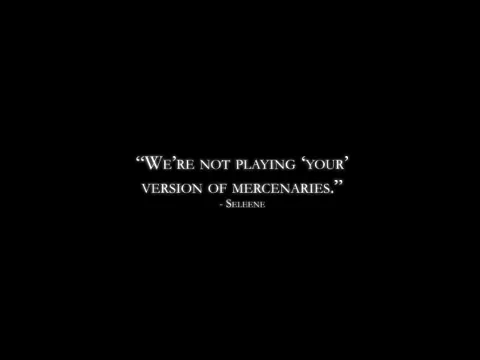 “We’re not playing ‘your’
version of mercenaries.”
- Seleene